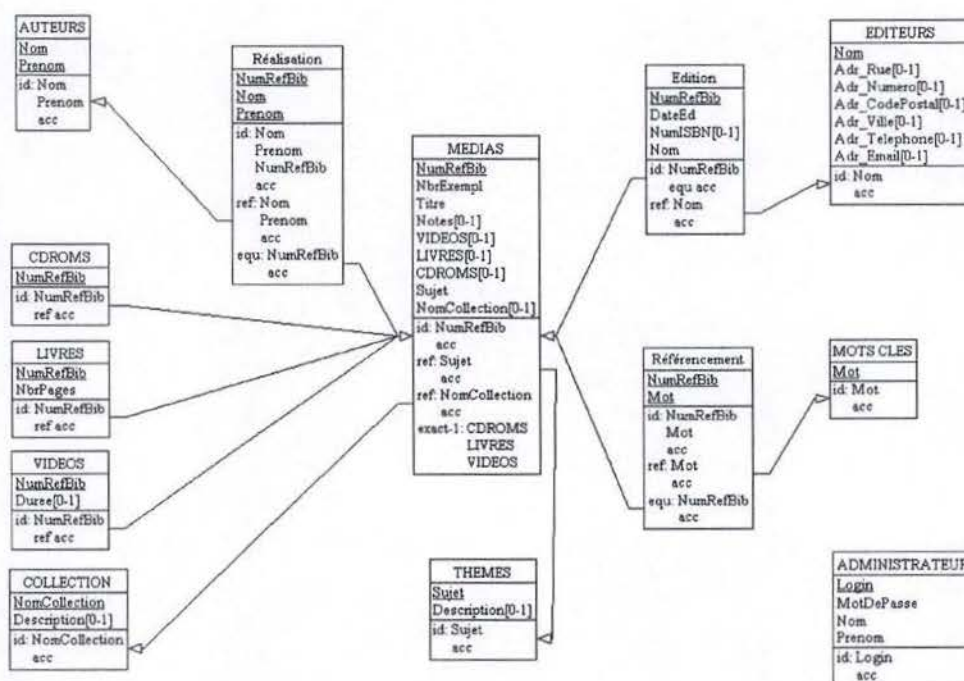 AUTEURS
Nom
Prenom
id: Nom
Prenom
acc
Réalisation
NumRefBib
Nom
Prenom
id: Nom
Prenom
NumRefBib
acc
ref: Nom
Prenom
acc
equ: NumRefBib
acc
CDROMS
NumRefBib
id: NumRefBib
ref acc
LIVRES
NumRefBib
NbrPages
id: NumRefBib
ref acc
VIDEOS
NumRefBib
Duree[0-1]
id: NumRefBib
ref acc
COLLECTION
NomCollection
Description[0-1]
id: NomCollection
acc
MEDIAS
NumRefBib
NbrExempl
Titre
Notes[0-1]
VIDEOS[0-1]
LIVRES[0-1]
CDROMS[0-1]
Sujet
NomCollection[0-1]
id: NumRefBib
acc
ref: Sujet
acc
ref: NomCollection
acc
exact-1: CDROMS
LIVRES
VIDEOS
THEMES
Sujet
Description[0-1]
id: Sujet
acc
Edition
NumRefBib
DateEd
NumISBN[0-1]
Nom
id: NumRefBib
equ acc
ref: Nom
acc
EDITEURS
Nom
Adr_Rue[0-1]
Adr_Numero[0-1]
Adr_CodePostal[0-1]
Adr_Ville[0-1]
Adr_Telephone[0-1]
Adr_Email[0-1]
id: Nom
acc
Référencement
NumRefBib
Mot
id: NumRefBib
Mot
acc
ref: Mot
acc
equ: NumRefBib
acc
MOTS CLES
Mot
id: Mot
acc
ADMINISTRATEUR
Login
MotDePasse
Nom
Prenom
id: Login
acc